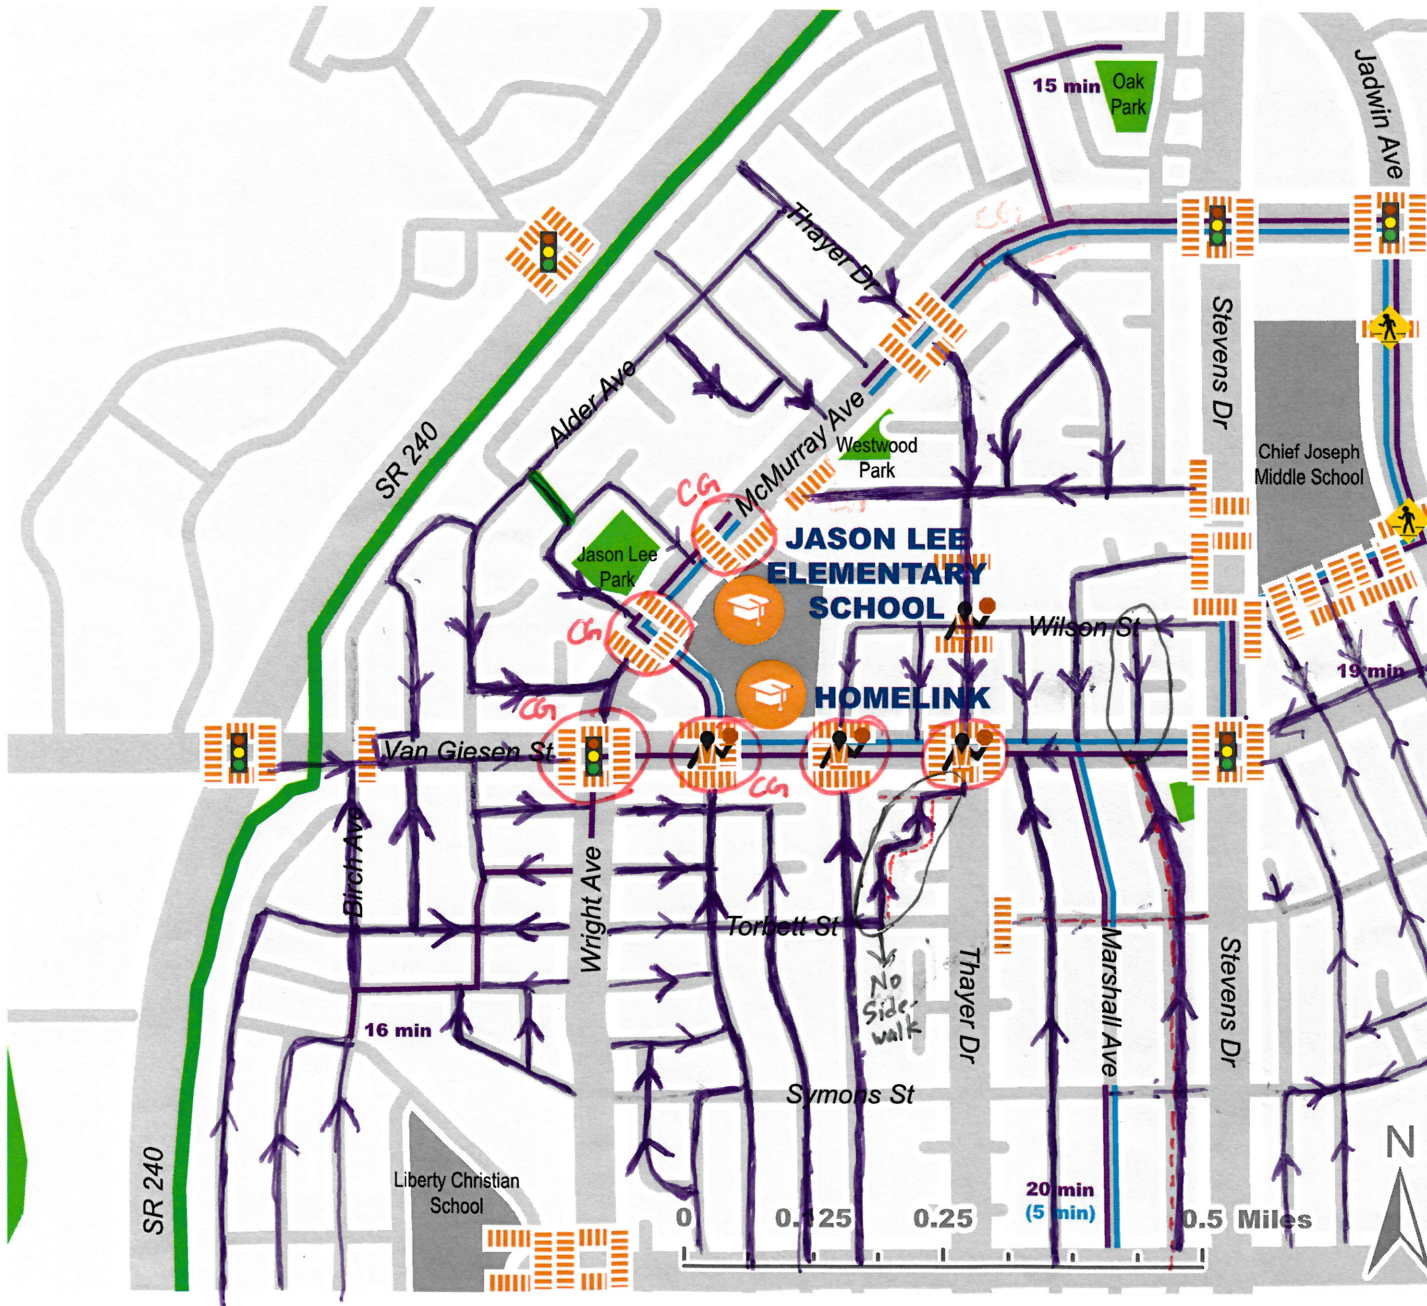 15 min
Oak
Park
Jadwin Ave
CG
Thayer Dr
Stevens Dr
Alder Ave
SR 240
McMurray Ave
Westwood
Park
Chief Joseph
Middle School
CG
Jason Lee
Park
JASON LEE
ELEMENTARY
SCHOOL
CG
Wilson St
19 min
HOMELINK
CG
Van Giesen St
CG
Birch Ave
Wright Ave
Torbett St
No
Side-
walk
Thayer Dr
Marshall Ave
Stevens Dr
16 min
Symons St
SR 240
Liberty Christian
School
N
20 min
(5 min)
0 0.125 0.25 0.5 Miles